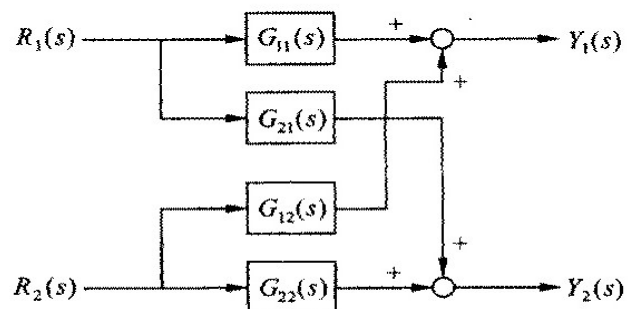 R₁(s) G₁₁(s) + Y₁(s)
+
G₂₁(s)
G₁₂(s)
+
R₂(s) G₂₂(s) + Y₂(s)